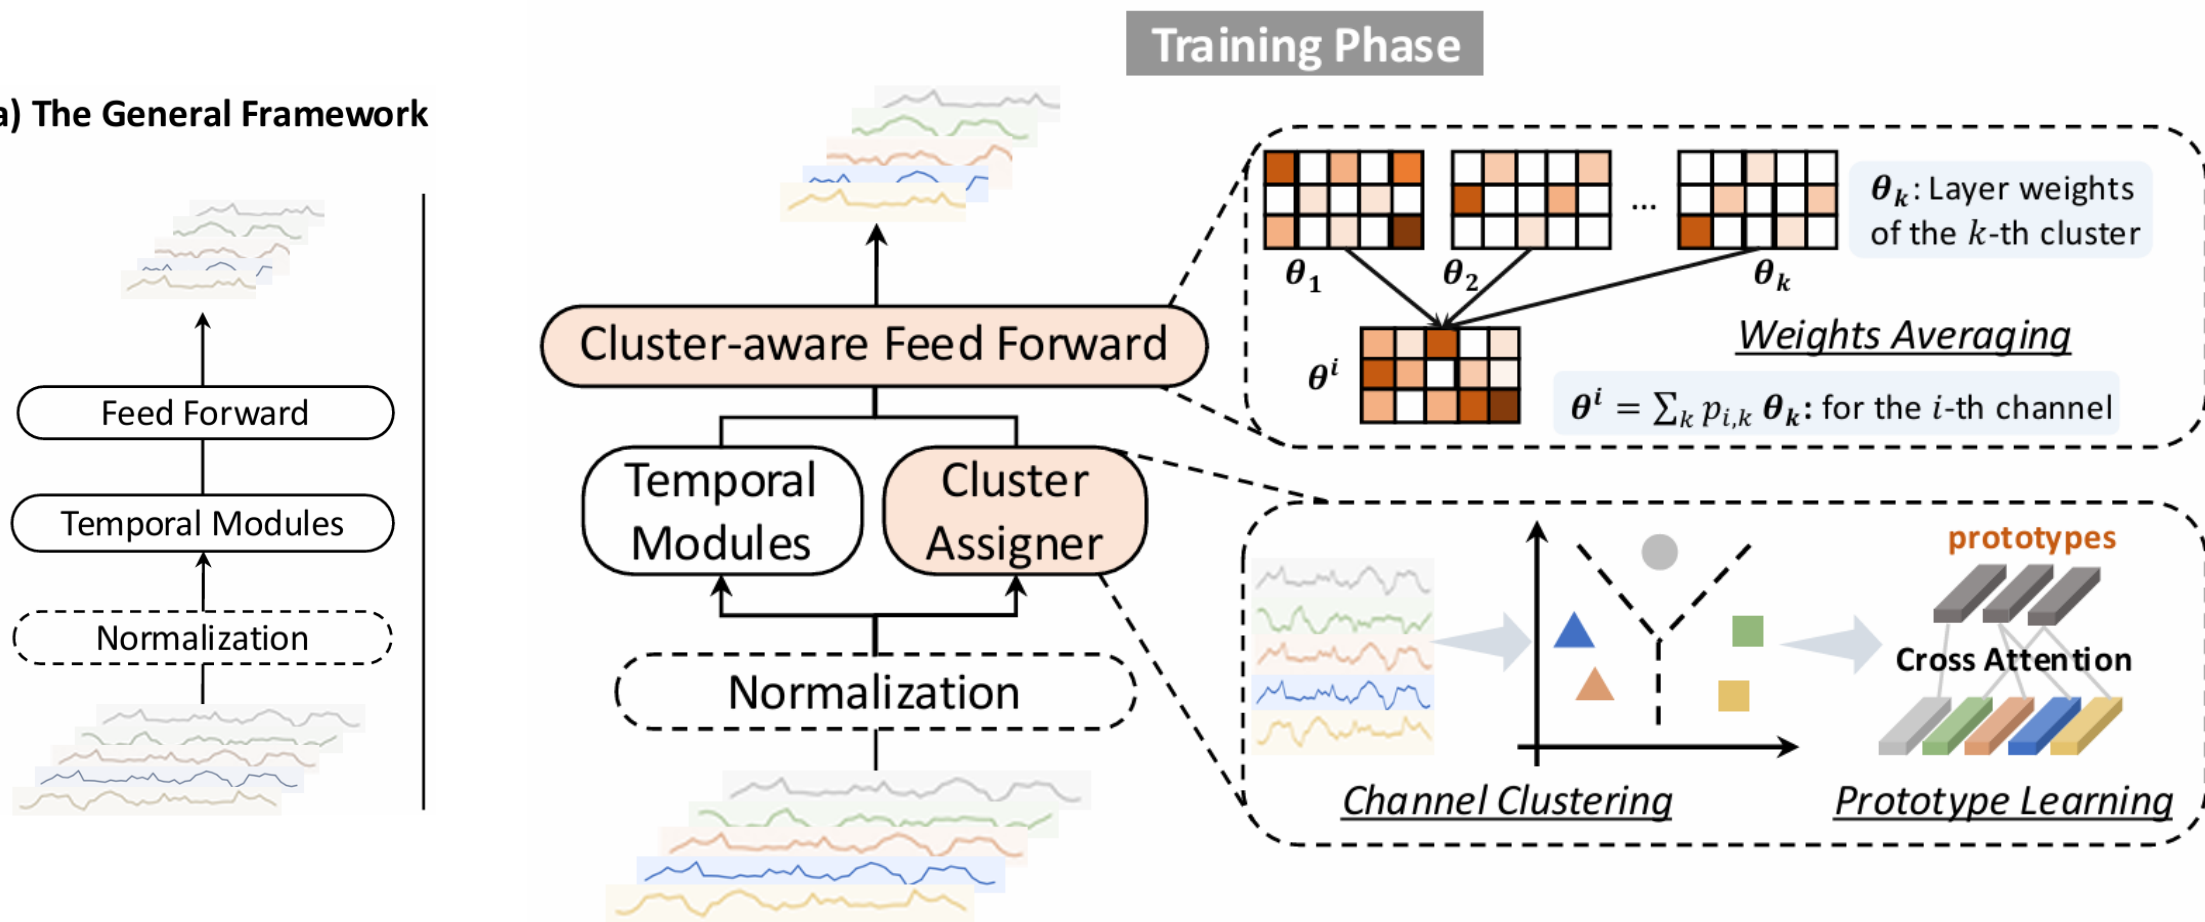 a) The General Framework
Feed Forward
Temporal Modules
Normalization
Training Phase
Cluster-aware Feed Forward
Temporal
Modules
Cluster
Assigner
Normalization
θ₁
θ₂
...
θₖ
θₖ: Layer weights
of the k-th cluster
Weights Averaging
θⁱ
θⁱ = ∑ₖ pᵢ,ₖ θₖ: for the i-th channel
prototypes
Cross Attention
Channel Clustering
Prototype Learning